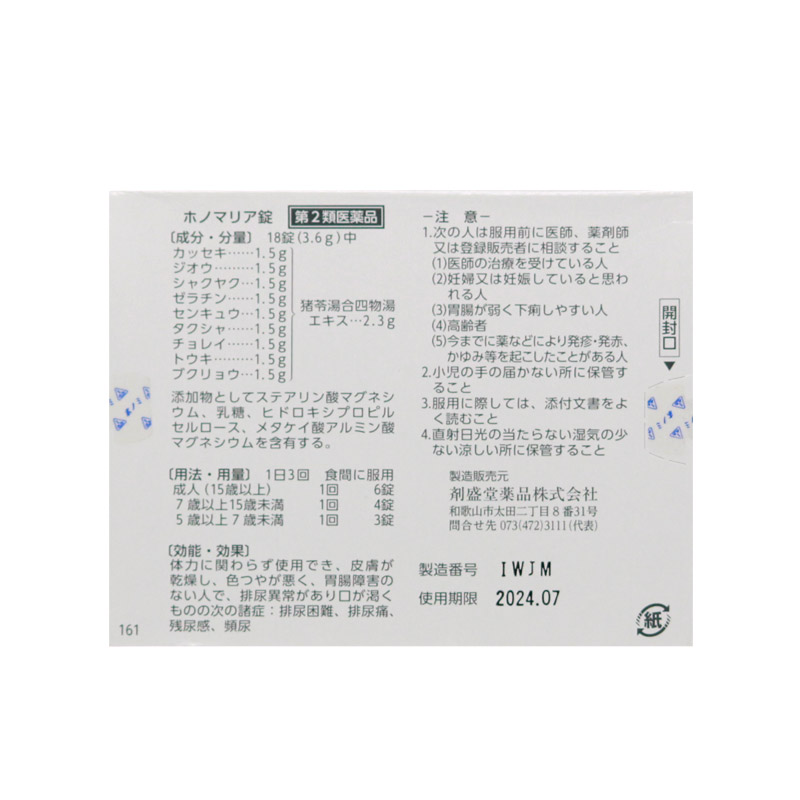 ホノマリア錠 第2類医薬品
〔成分・分量〕 18錠(3.6g)中
カッセキ……1.5g
ジオウ………1.5g
シャクヤク…1.5g
ゼラチン……1.5g
センキュウ…1.5g
タクシャ……1.5g
チョレイ……1.5g
トウキ………1.5g
ブクリョウ…1.5g
猪苓湯合四物湯
エキス…2.3g
添加物としてステアリン酸マグネシ
ウム、乳糖、ヒドロキシプロピル
セルロース、メタケイ酸アルミン酸
マグネシウムを含有する。
〔用法・用量〕 1日3回 食間に服用
成人(15歳以上) 1回 6錠
7歳以上15歳未満 1回 4錠
5歳以上7歳未満 1回 3錠
〔効能・効果〕
体力に関わらず使用でき、皮膚が
乾燥し、色つやが悪く、胃腸障害の
ない人で、排尿異常があり口が渇く
ものの次の諸症:排尿困難、排尿痛、
残尿感、頻尿
161
−注 意−
1.次の人は服用前に医師、薬剤師
又は登録販売者に相談すること
(1)医師の治療を受けている人
(2)妊婦又は妊娠していると思わ
れる人
(3)胃腸が弱く下痢しやすい人
(4)高齢者
(5)今までに薬などにより発疹・発赤、
かゆみ等を起こしたことがある人
2.小児の手の届かない所に保管す
ること
3.服用に際しては、添付文書をよ
く読むこと
4.直射日光の当たらない湿気の少
ない涼しい所に保管すること
製造販売元
剤盛堂薬品株式会社
和歌山市太田二丁目8番31号
問合せ先 073(472)3111(代表)
製造番号 IWJM
使用期限 2024.07
開封口
▼
紙